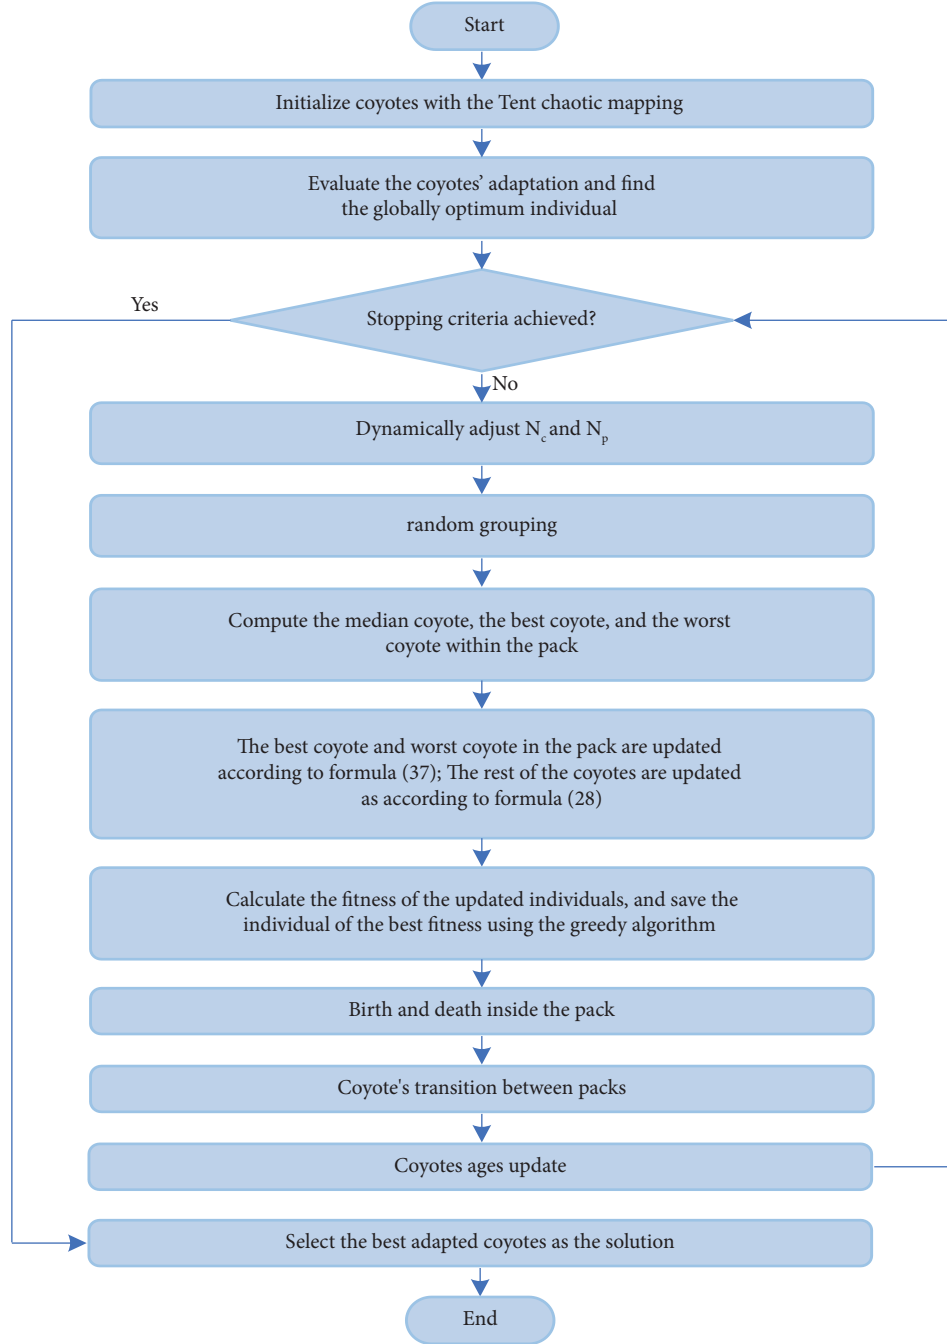 Start
Initialize coyotes with the Tent chaotic mapping
Evaluate the coyotes' adaptation and find
the globally optimum individual
Yes
Stopping criteria achieved?
No
Dynamically adjust N_c and N_p
random grouping
Compute the median coyote, the best coyote, and the worst
coyote within the pack
The best coyote and worst coyote in the pack are updated
according to formula (37); The rest of the coyotes are updated
as according to formula (28)
Calculate the fitness of the updated individuals, and save the
individual of the best fitness using the greedy algorithm
Birth and death inside the pack
Coyote's transition between packs
Coyotes ages update
Select the best adapted coyotes as the solution
End